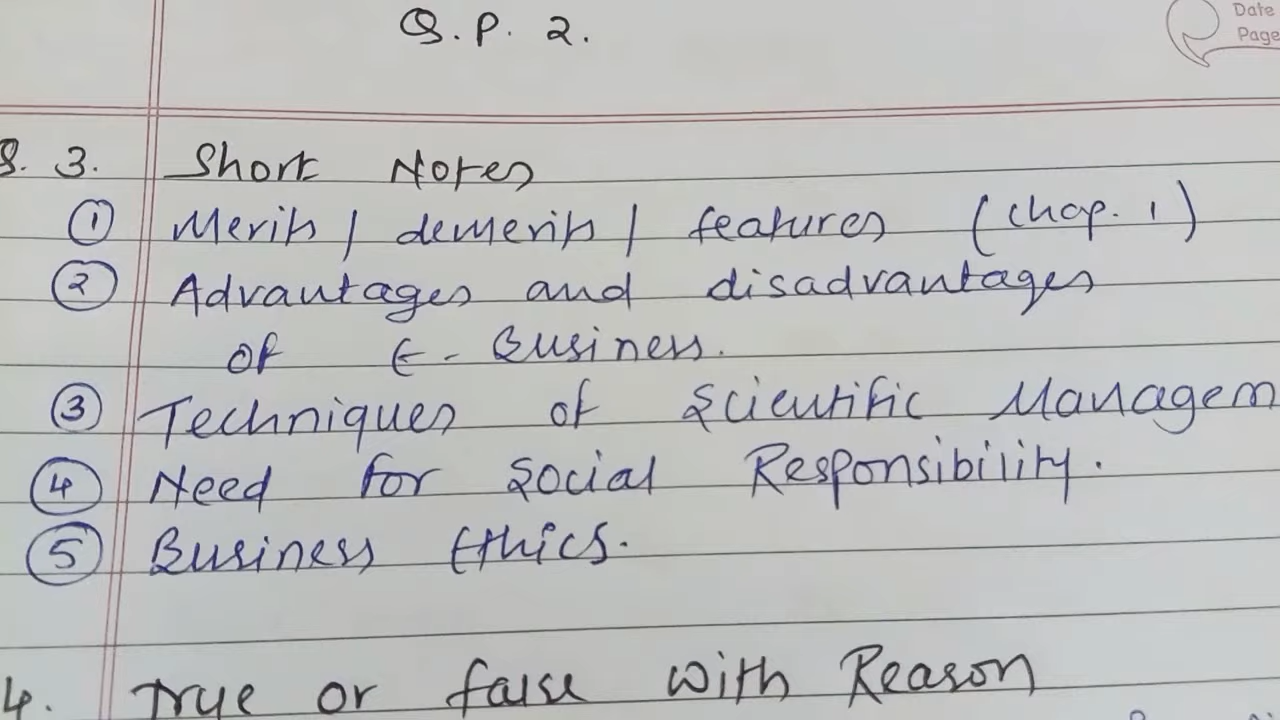 Q.P. 2.
Date
Page
Q. 3. Short Notes
① Merits / demerits / features (Chap. 1)
② Advantages and disadvantages
of E-Business.
③ Techniques of Scientific Managem
④ Need for Social Responsibility.
⑤ Business Ethics.
4. True or false with Reason